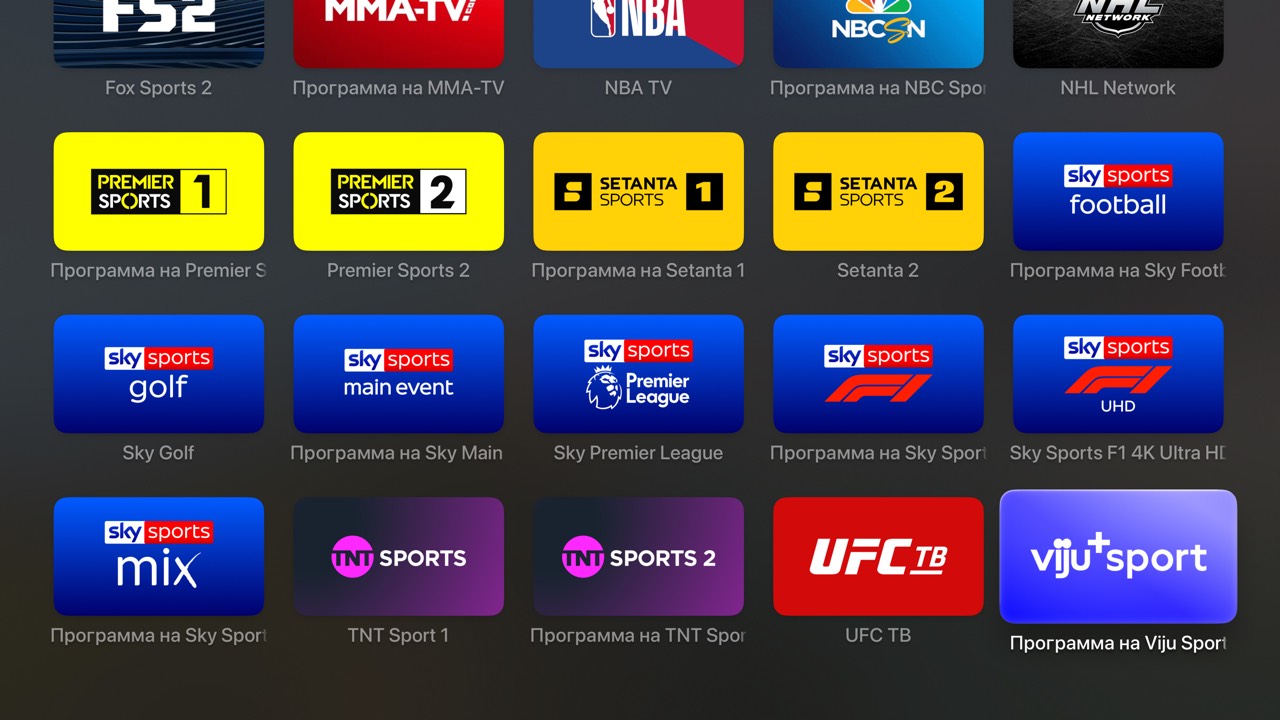 FS2
MMA-TV.com
NBA
NBCSN
NHL
NETWORK
Fox Sports 2
Программа на MMA-TV
NBA TV
Программа на NBC Spor
NHL Network
PREMIER
SPORTS 1
PREMIER
SPORTS 2
SETANTA
SPORTS 1
SETANTA
SPORTS 2
sky sports
football
Программа на Premier S
Premier Sports 2
Программа на Setanta 1
Setanta 2
Программа на Sky Footb
sky sports
golf
sky sports
main event
sky sports
Premier
League
sky sports
F1
sky sports
F1
UHD
Sky Golf
Программа на Sky Main
Sky Premier League
Программа на Sky Sport
Sky Sports F1 4K Ultra HD
sky sports
mix
TNT SPORTS
TNT SPORTS 2
UFC ТВ
viju+sport
Программа на Sky Sport
TNT Sport 1
Программа на TNT Spor
UFC ТВ
Программа на Viju Sport